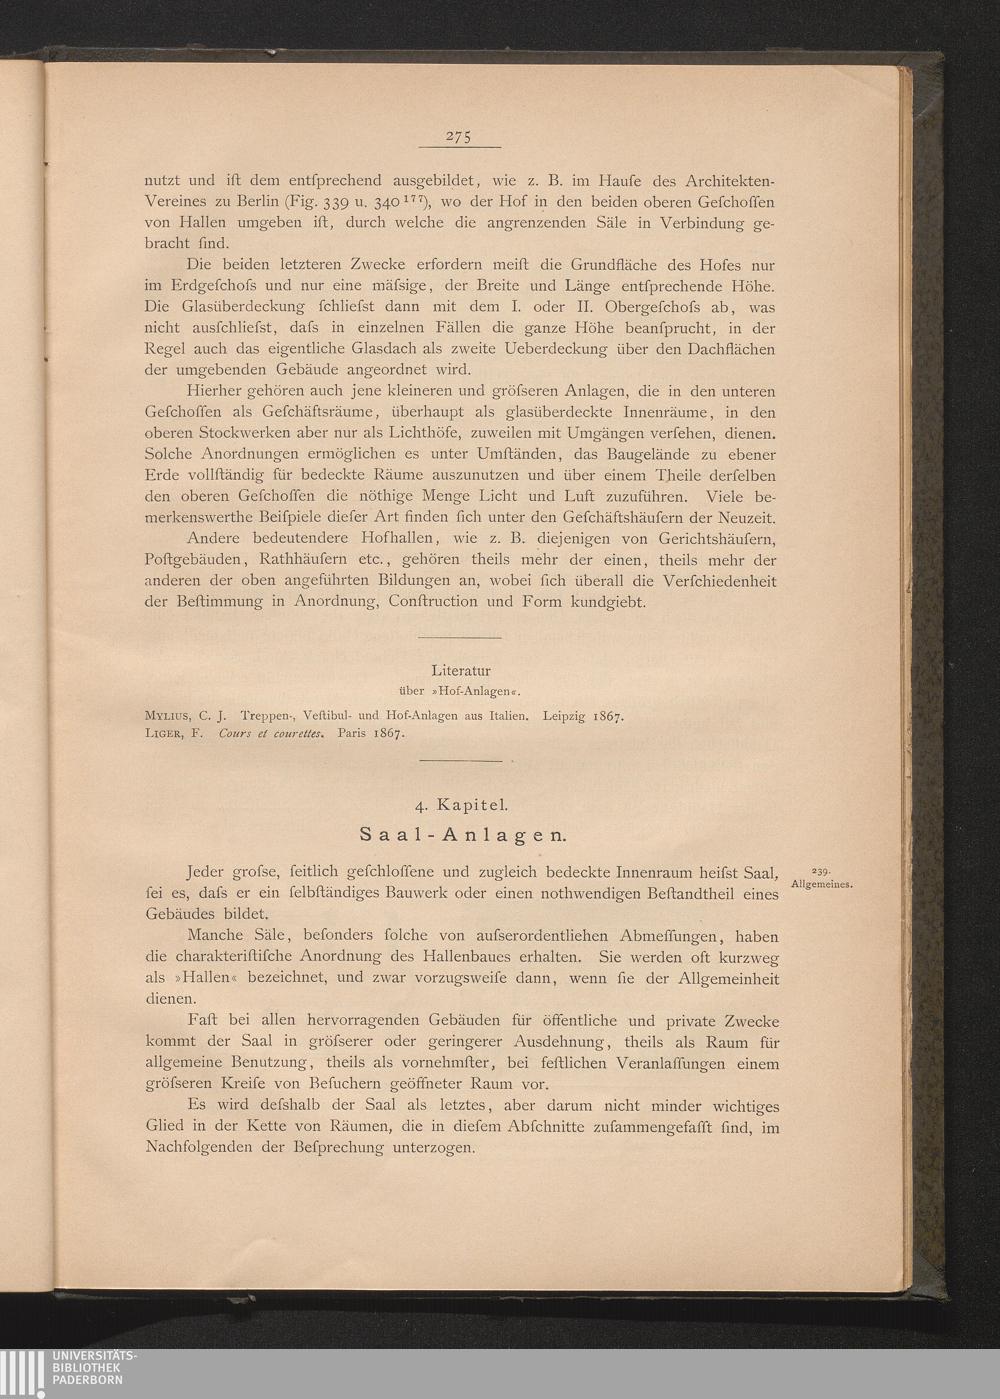 275
nutzt und iſt dem entſprechend ausgebildet, wie z. B. im Hauſe des Architekten-
Vereines zu Berlin (Fig. 339 u. 340 ¹⁷⁷), wo der Hof in den beiden oberen Geſchoſſen
von Hallen umgeben iſt, durch welche die angrenzenden Säle in Verbindung ge-
bracht ſind.
Die beiden letzteren Zwecke erfordern meiſt die Grundfläche des Hofes nur
im Erdgeſchoſs und nur eine mäſsige, der Breite und Länge entſprechende Höhe.
Die Glasüberdeckung ſchlieſst dann mit dem I. oder II. Obergeſchoſs ab, was
nicht ausſchlieſst, daſs in einzelnen Fällen die ganze Höhe beanſprucht, in der
Regel auch das eigentliche Glasdach als zweite Ueberdeckung über den Dachflächen
der umgebenden Gebäude angeordnet wird.
Hierher gehören auch jene kleineren und gröſseren Anlagen, die in den unteren
Geſchoſſen als Geſchäftsräume, überhaupt als glasüberdeckte Innenräume, in den
oberen Stockwerken aber nur als Lichthöfe, zuweilen mit Umgängen verſehen, dienen.
Solche Anordnungen ermöglichen es unter Umſtänden, das Baugelände zu ebener
Erde vollſtändig für bedeckte Räume auszunutzen und über einem Theile derſelben
den oberen Geſchoſſen die nöthige Menge Licht und Luft zuzuführen. Viele be-
merkenswerthe Beiſpiele dieſer Art finden ſich unter den Geſchäftshäuſern der Neuzeit.
Andere bedeutendere Hofhallen, wie z. B. diejenigen von Gerichtshäuſern,
Poſtgebäuden, Rathhäuſern etc., gehören theils mehr der einen, theils mehr der
anderen der oben angeführten Bildungen an, wobei ſich überall die Verſchiedenheit
der Beſtimmung in Anordnung, Conſtruction und Form kundgiebt.
Literatur
über »Hof-Anlagen«.
MYLIUS, C. J. Treppen-, Veſtibul- und Hof-Anlagen aus Italien. Leipzig 1867.
LIGER, F. Cours et courettes. Paris 1867.
4. Kapitel.
Saal-Anlagen.
Jeder groſse, ſeitlich geſchloſſene und zugleich bedeckte Innenraum heiſst Saal,
ſei es, daſs er ein ſelbſtändiges Bauwerk oder einen nothwendigen Beſtandtheil eines
Gebäudes bildet.
239.
Allgemeines.
Manche Säle, beſonders ſolche von auſserordentliehen Abmeſſungen, haben
die charakteriſtiſche Anordnung des Hallenbaues erhalten. Sie werden oft kurzweg
als »Hallen« bezeichnet, und zwar vorzugsweiſe dann, wenn ſie der Allgemeinheit
dienen.
Faſt bei allen hervorragenden Gebäuden für öffentliche und private Zwecke
kommt der Saal in gröſserer oder geringerer Ausdehnung, theils als Raum für
allgemeine Benutzung, theils als vornehmſter, bei feſtlichen Veranlaſſungen einem
gröſseren Kreiſe von Beſuchern geöffneter Raum vor.
Es wird deſshalb der Saal als letztes, aber darum nicht minder wichtiges
Glied in der Kette von Räumen, die in dieſem Abſchnitte zuſammengefaſſt ſind, im
Nachfolgenden der Beſprechung unterzogen.
UNIVERSITÄTS-
BIBLIOTHEK
PADERBORN